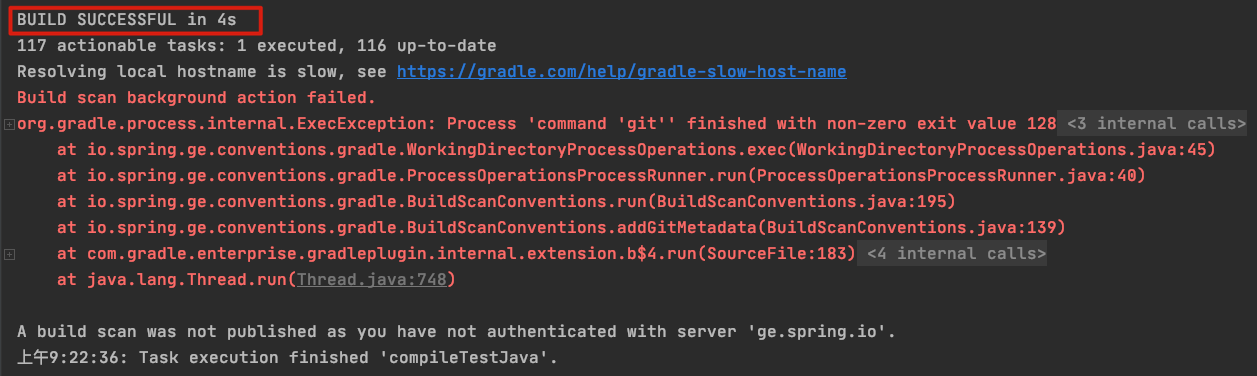 BUILD SUCCESSFUL in 4s
117 actionable tasks: 1 executed, 116 up-to-date
Resolving local hostname is slow, see https://gradle.com/help/gradle-slow-host-name
Build scan background action failed.
org.gradle.process.internal.ExecException: Process 'command 'git'' finished with non-zero exit value 128 <3 internal calls>
at io.spring.ge.conventions.gradle.WorkingDirectoryProcessOperations.exec(WorkingDirectoryProcessOperations.java:45)
at io.spring.ge.conventions.gradle.ProcessOperationsProcessRunner.run(ProcessOperationsProcessRunner.java:40)
at io.spring.ge.conventions.gradle.BuildScanConventions.run(BuildScanConventions.java:195)
at io.spring.ge.conventions.gradle.BuildScanConventions.addGitMetadata(BuildScanConventions.java:139)
at com.gradle.enterprise.gradleplugin.internal.extension.b$4.run(SourceFile:183) <4 internal calls>
at java.lang.Thread.run(Thread.java:748)
A build scan was not published as you have not authenticated with server 'ge.spring.io'.
上午9:22:36: Task execution finished 'compileTestJava'.